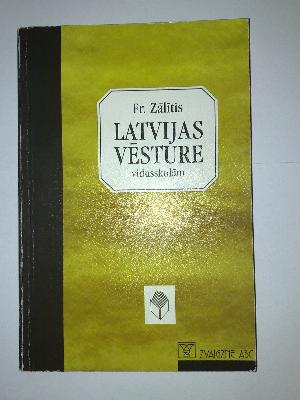 Fr. Zālītis
LATVIJAS
VĒSTURE
vidusskolām
ZVAIGZNE ABC